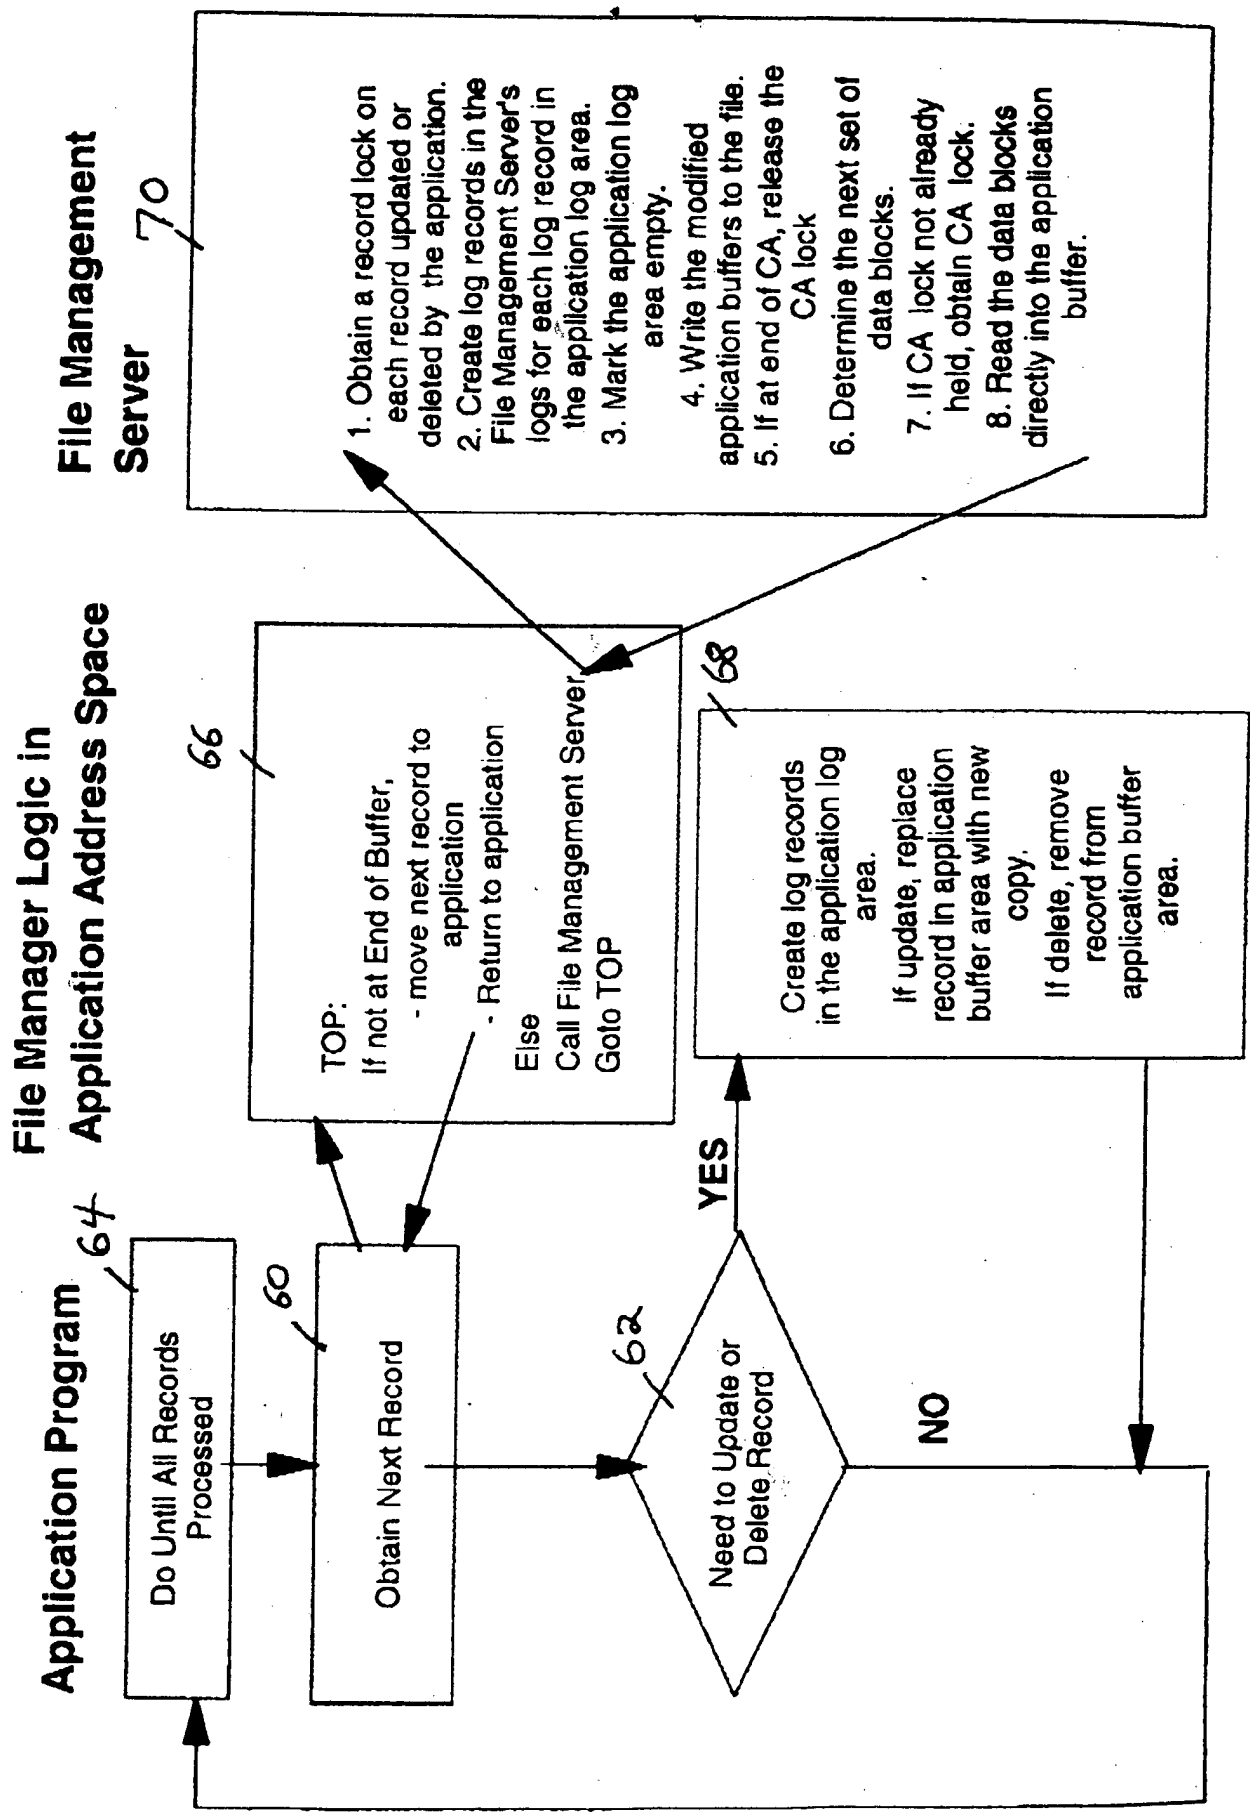 Application Program
64
Do Until All Records
Processed
60
Obtain Next Record
62
Need to Update or
Delete Record
YES
NO
File Manager Logic in
Application Address Space
66
TOP:
If not at End of Buffer,
- move next record to
application
- Return to application
Else
Call File Management Server
Goto TOP
68
Create log records
in the application log
area.
If update, replace
record in application
buffer area with new
copy.
If delete, remove
record from
application buffer
area.
File Management
Server
70
1. Obtain a record lock on
each record updated or
deleted by the application.
2. Create log records in the
File Management Server's
logs for each log record in
the application log area.
3. Mark the application log
area empty.
4. Write the modified
application buffers to the file.
5. If at end of CA, release the
CA lock
6. Determine the next set of
data blocks.
7. If CA lock not already
held, obtain CA lock.
8. Read the data blocks
directly into the application
buffer.